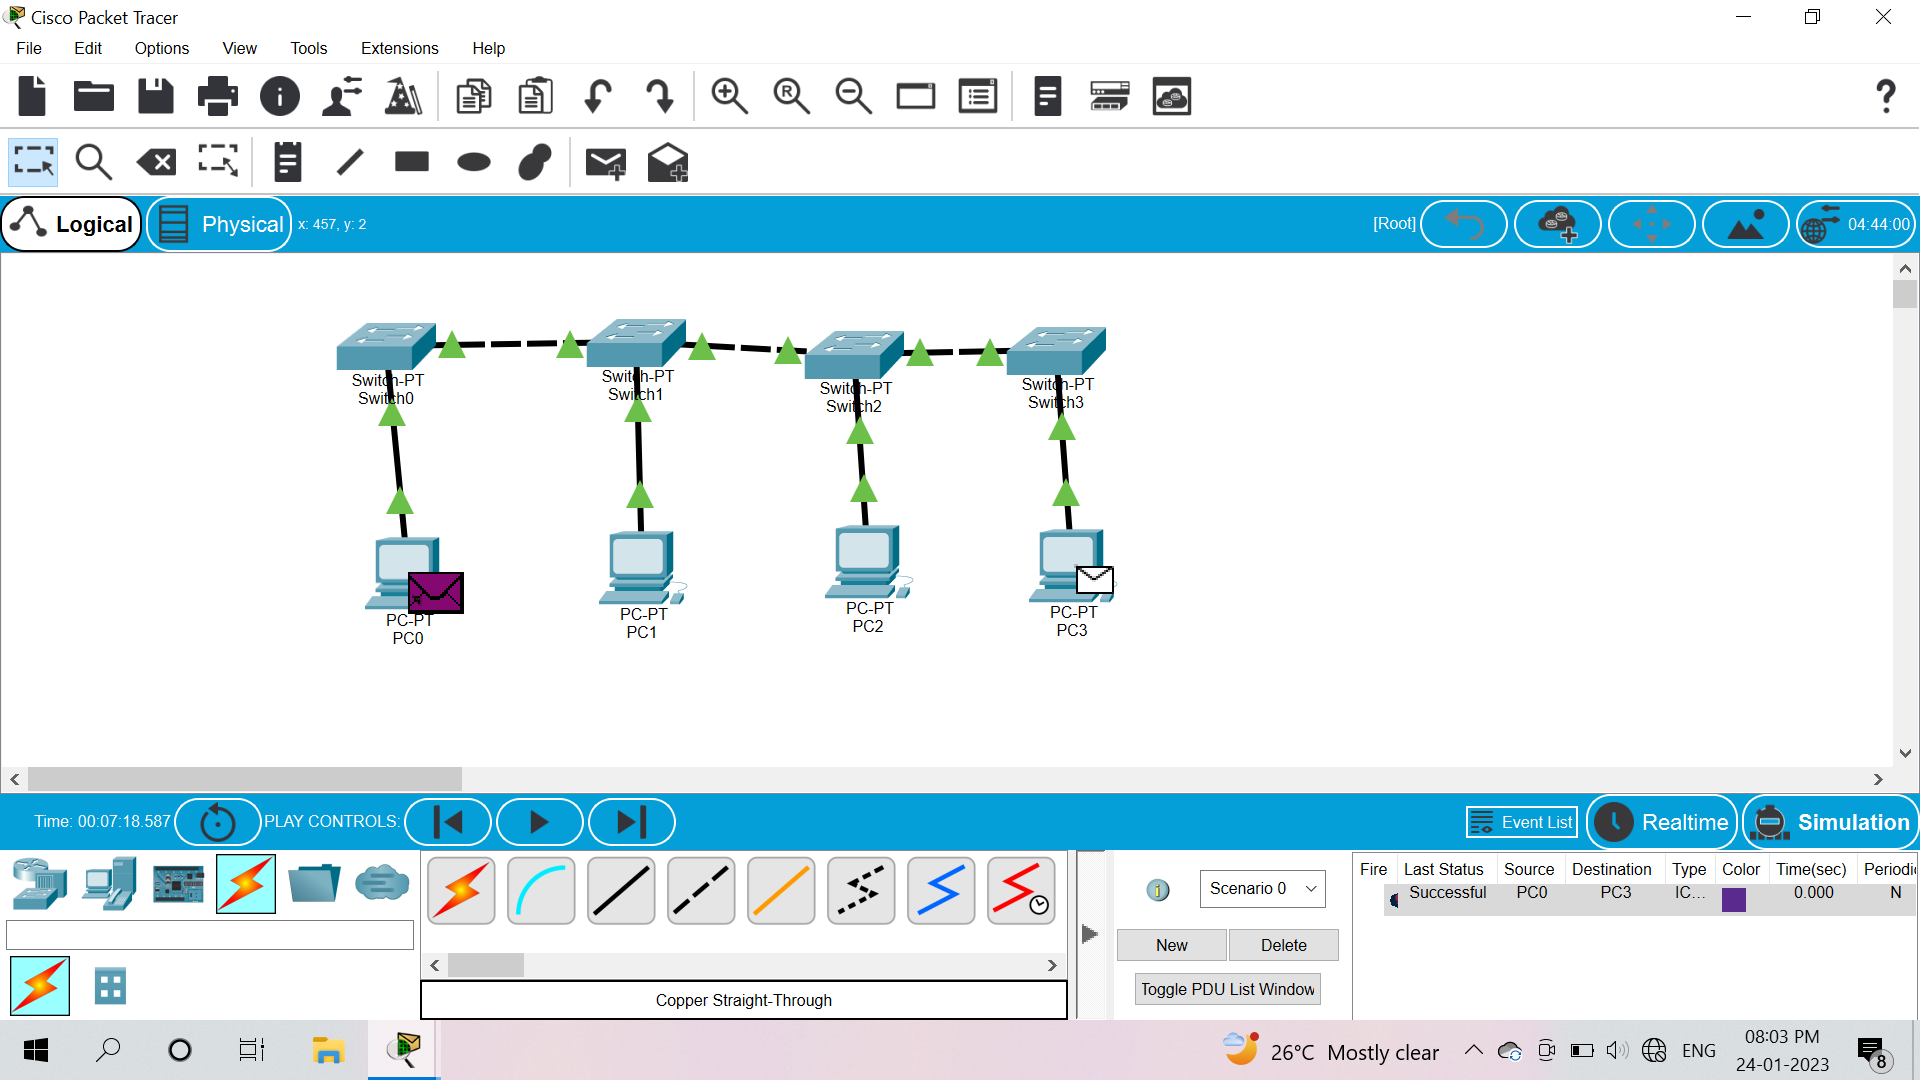 Cisco Packet Tracer
File Edit Options View Tools Extensions Help
Logical Physical x: 457, y: 2 [Root] 04:44:00
Switch-PT
Switch0
Switch-PT
Switch1
Switch-PT
Switch2
Switch-PT
Switch3
PC-PT
PC0
PC-PT
PC1
PC-PT
PC2
PC-PT
PC3
Time: 00:07:18.587 PLAY CONTROLS: Event List Realtime Simulation
Scenario 0
New Delete
Toggle PDU List Window
Fire Last Status Source Destination Type Color Time(sec) Periodi
Successful PC0 PC3 IC... 0.000 N
Copper Straight-Through
26°C Mostly clear ENG
08:03 PM
24-01-2023
8